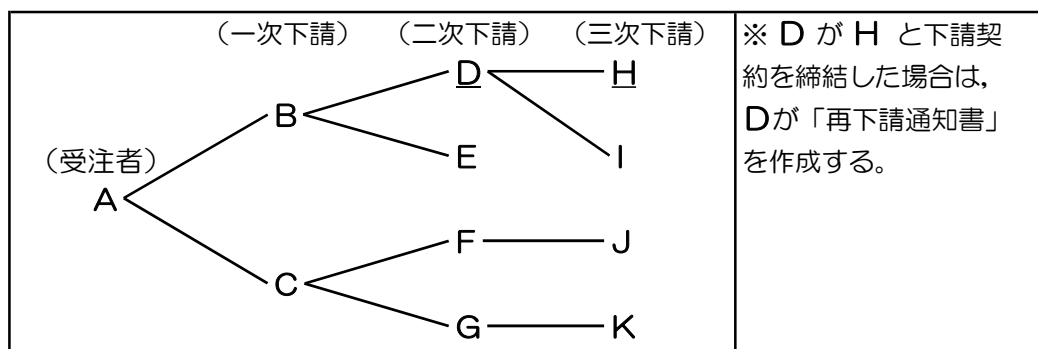 (一次下請) (二次下請) (三次下請)
D H
B
(受注者) E I
A
F J
C
G K
※ D が H と下請契
約を締結した場合は,
Dが「再下請通知書」
を作成する。